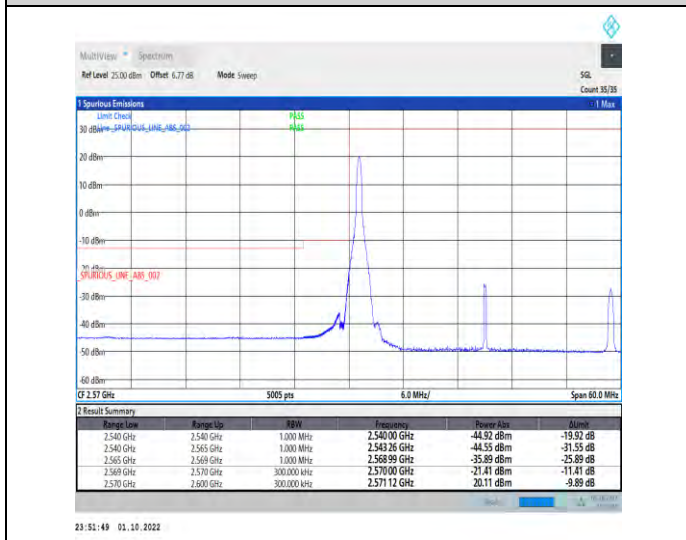 MultiView Spectrum
Ref Level 25.00 dBm Offset 6.77 dB Mode Sweep SGL
Count 35/35
1 Spurious Emissions 1 Max
Limit Check PASS
30 dBm Line _SPURIOUS_LINE_ABS_002 PASS
20 dBm
10 dBm
0 dBm
-10 dBm
-20 dBm
_SPURIOUS_LINE_ABS_002
-30 dBm
-40 dBm
-50 dBm
-60 dBm
CF 2.57 GHz 5005 pts 6.0 MHz/ Span 60.0 MHz
2 Result Summary
Range Low Range Up RBW Frequency Power Abs ΔLimit
2.540 GHz 2.540 GHz 1.000 MHz 2.540 00 GHz -44.92 dBm -19.92 dB
2.540 GHz 2.565 GHz 1.000 MHz 2.543 26 GHz -44.55 dBm -31.55 dB
2.565 GHz 2.569 GHz 1.000 MHz 2.568 99 GHz -35.89 dBm -25.89 dB
2.569 GHz 2.570 GHz 300.000 kHz 2.570 00 GHz -21.41 dBm -11.41 dB
2.570 GHz 2.600 GHz 300.000 kHz 2.571 12 GHz 20.11 dBm -9.89 dB
23:51:49 01.10.2022